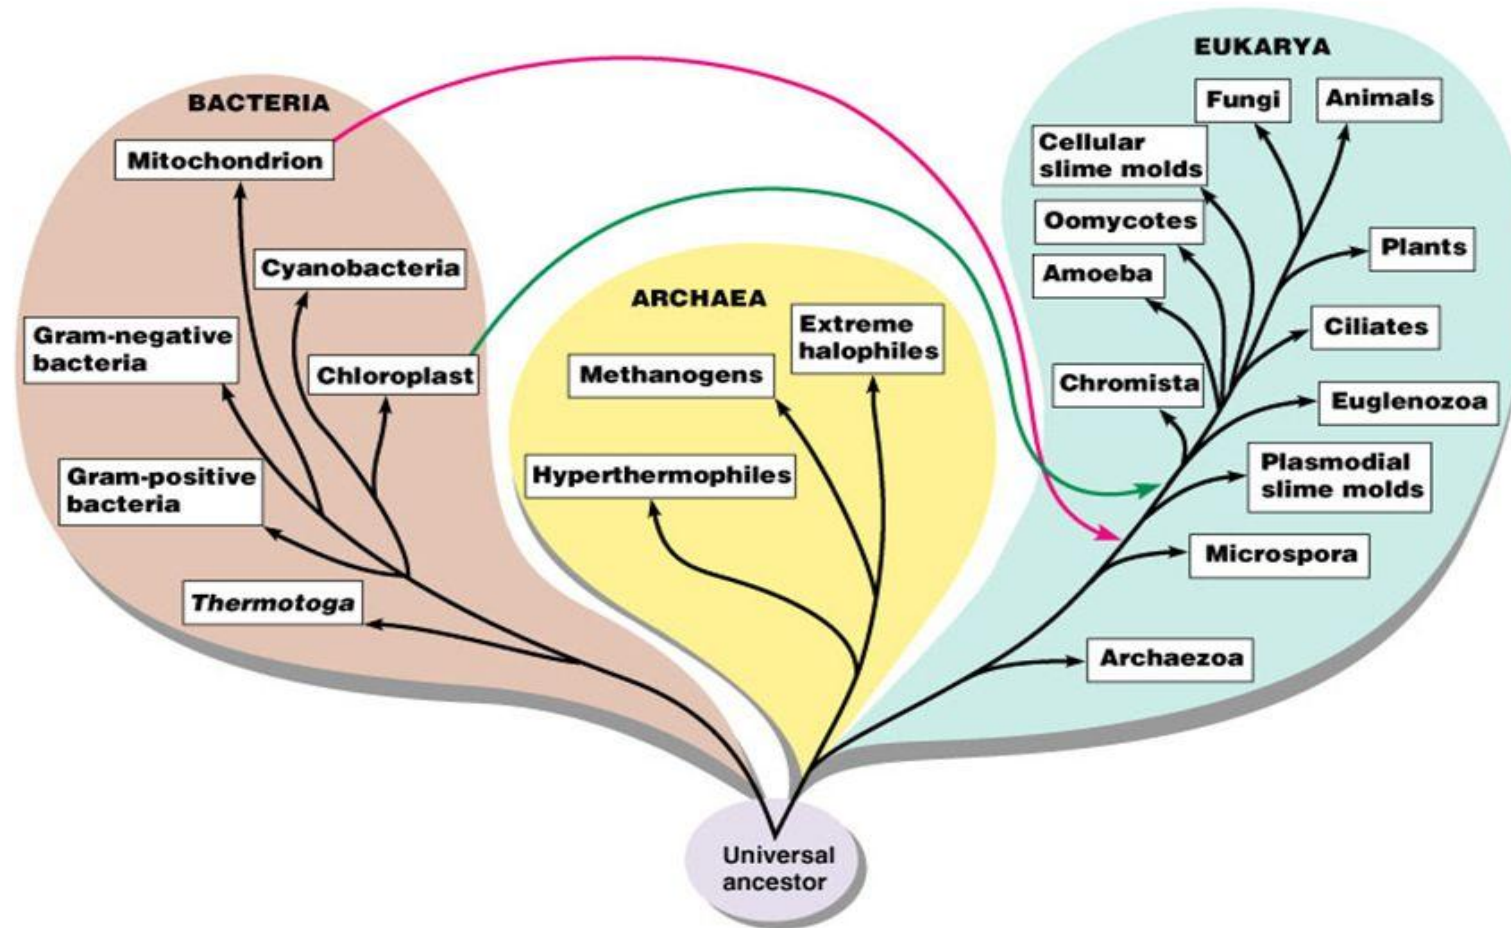 BACTERIA
Mitochondrion
Cyanobacteria
Gram-negative
bacteria
Chloroplast
Gram-positive
bacteria
Thermotoga
ARCHAEA
Extreme
halophiles
Methanogens
Hyperthermophiles
EUKARYA
Fungi
Animals
Cellular
slime molds
Oomycotes
Plants
Amoeba
Ciliates
Chromista
Euglenozoa
Plasmodial
slime molds
Microspora
Archaezoa
Universal
ancestor